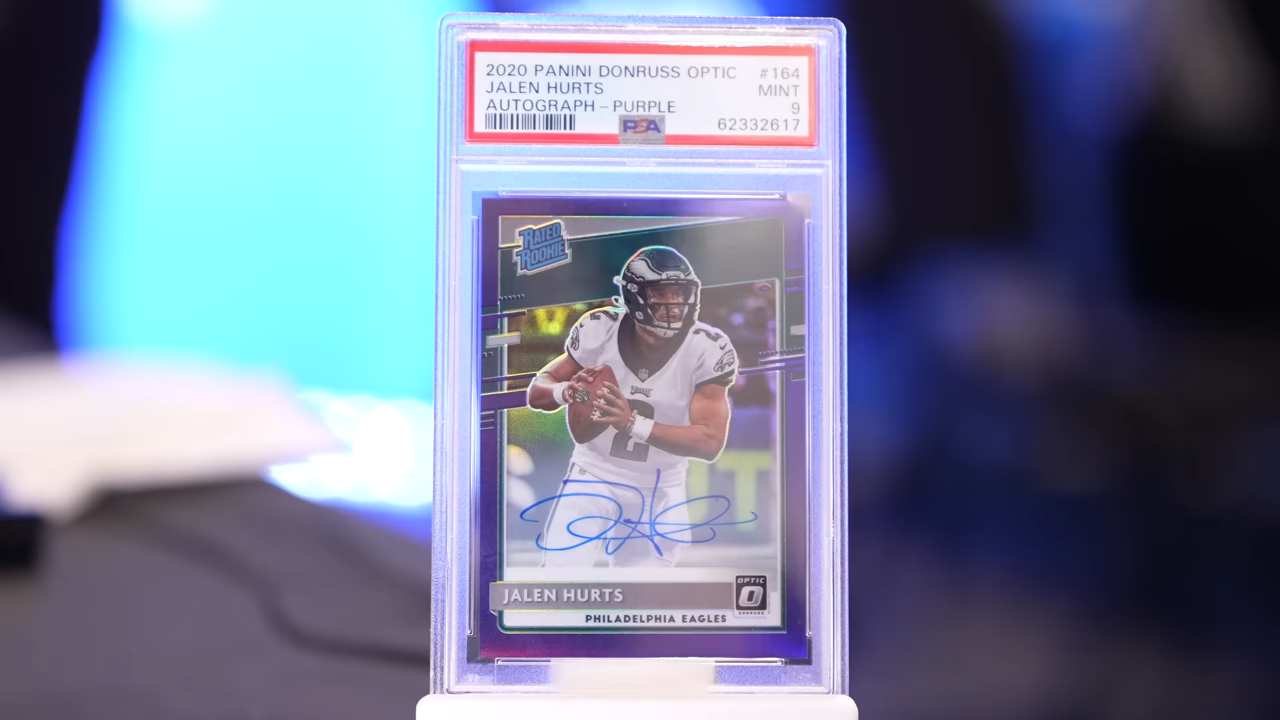 2020 PANINI DONRUSS OPTIC #164
JALEN HURTS MINT
AUTOGRAPH - PURPLE 9
PSA 62332617
RATED
ROOKIE
2
JALEN HURTS
OPTIC
PHILADELPHIA EAGLES